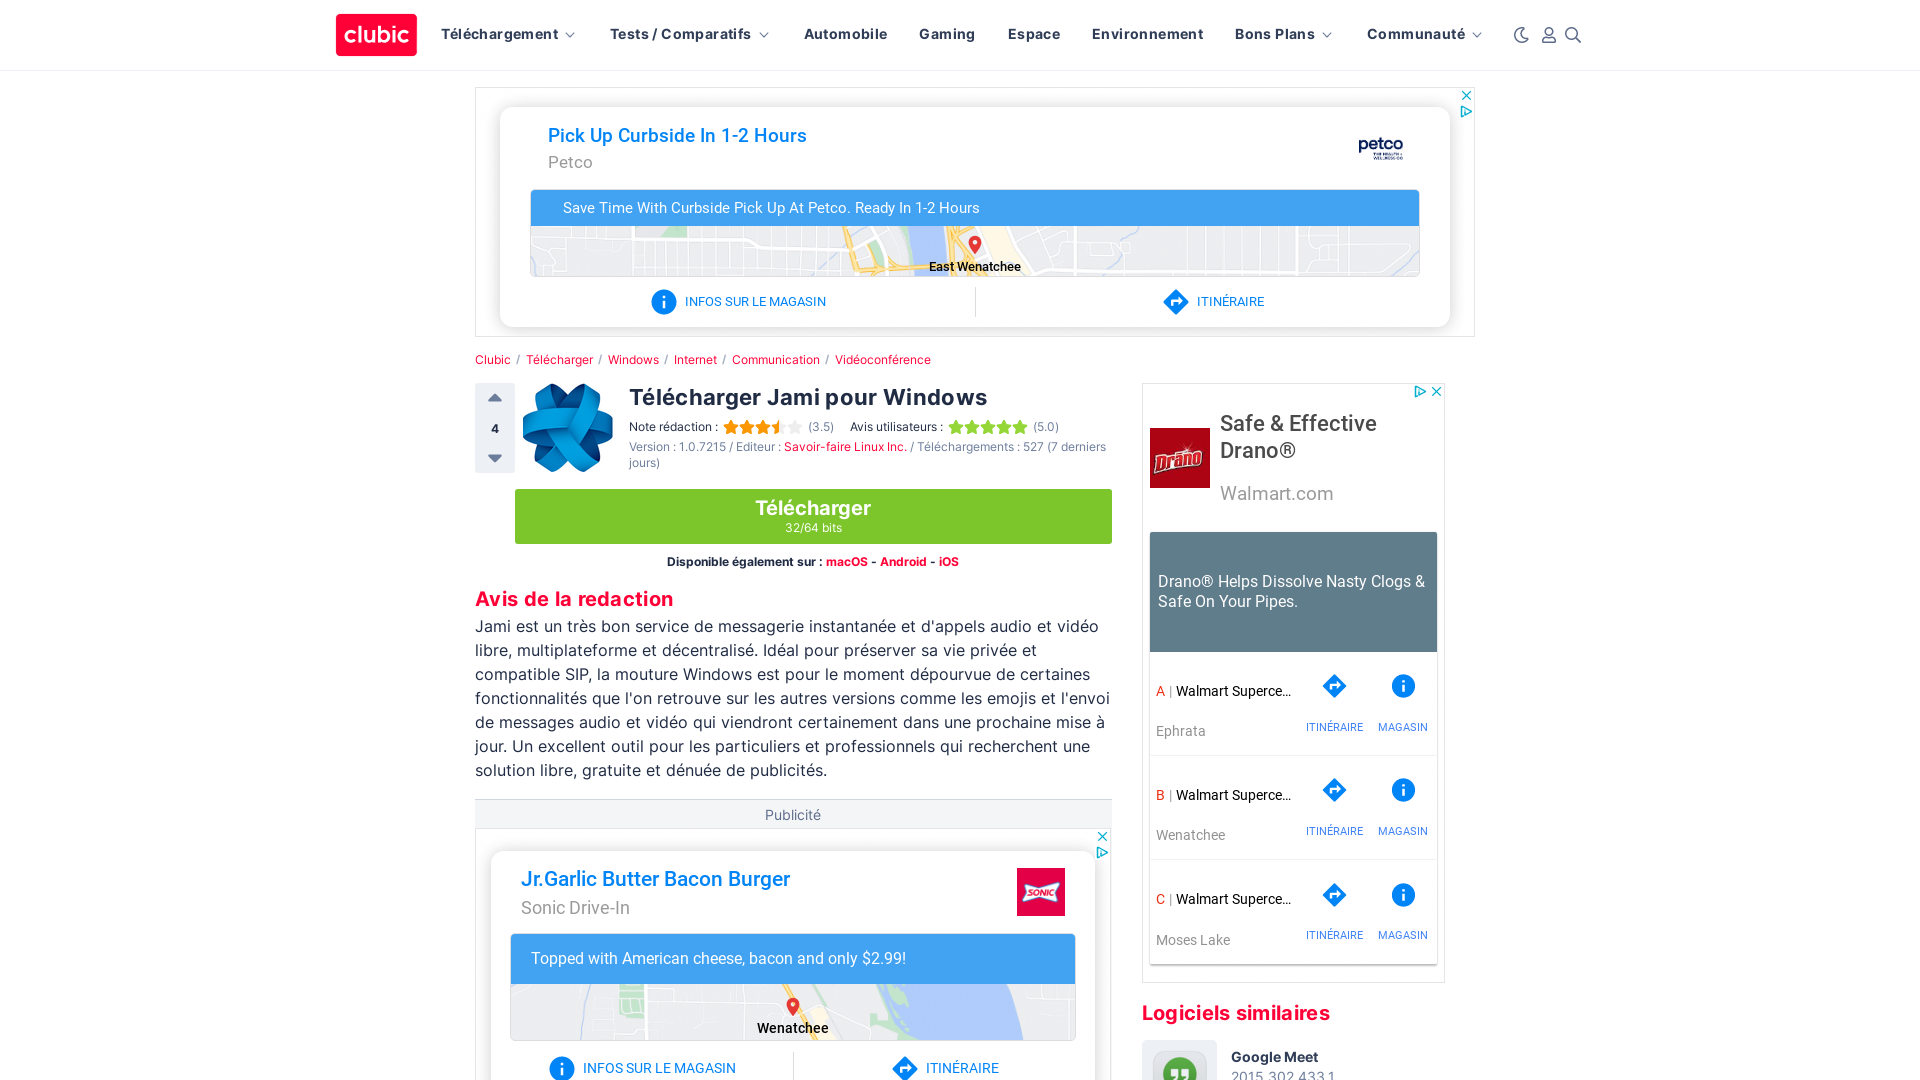 clubic Téléchargement Tests / Comparatifs Automobile Gaming Espace Environnement Bons Plans Communauté
Pick Up Curbside In 1-2 Hours
Petco
petco
THE HEALTH +
WELLNESS CO
Save Time With Curbside Pick Up At Petco. Ready In 1-2 Hours
East Wenatchee
INFOS SUR LE MAGASIN
ITINÉRAIRE
Clubic / Télécharger / Windows / Internet / Communication / Vidéoconférence
4
Télécharger Jami pour Windows
Note rédaction : (3.5) Avis utilisateurs : (5.0)
Version : 1.0.7215 / Editeur : Savoir-faire Linux Inc. / Téléchargements : 527 (7 derniers
jours)
Télécharger
32/64 bits
Disponible également sur : macOS - Android - iOS
Avis de la redaction
Jami est un très bon service de messagerie instantanée et d'appels audio et vidéo
libre, multiplateforme et décentralisé. Idéal pour préserver sa vie privée et
compatible SIP, la mouture Windows est pour le moment dépourvue de certaines
fonctionnalités que l'on retrouve sur les autres versions comme les emojis et l'envoi
de messages audio et vidéo qui viendront certainement dans une prochaine mise à
jour. Un excellent outil pour les particuliers et professionnels qui recherchent une
solution libre, gratuite et dénuée de publicités.
Publicité
Jr.Garlic Butter Bacon Burger
Sonic Drive-In
SONIC
Topped with American cheese, bacon and only $2.99!
Wenatchee
INFOS SUR LE MAGASIN
ITINÉRAIRE
Safe & Effective
Drano®
Drano
Walmart.com
Drano® Helps Dissolve Nasty Clogs &
Safe On Your Pipes.
A | Walmart Superce...
Ephrata
ITINÉRAIRE
MAGASIN
B | Walmart Superce...
Wenatchee
ITINÉRAIRE
MAGASIN
C | Walmart Superce...
Moses Lake
ITINÉRAIRE
MAGASIN
Logiciels similaires
Google Meet
2015.302.433.1